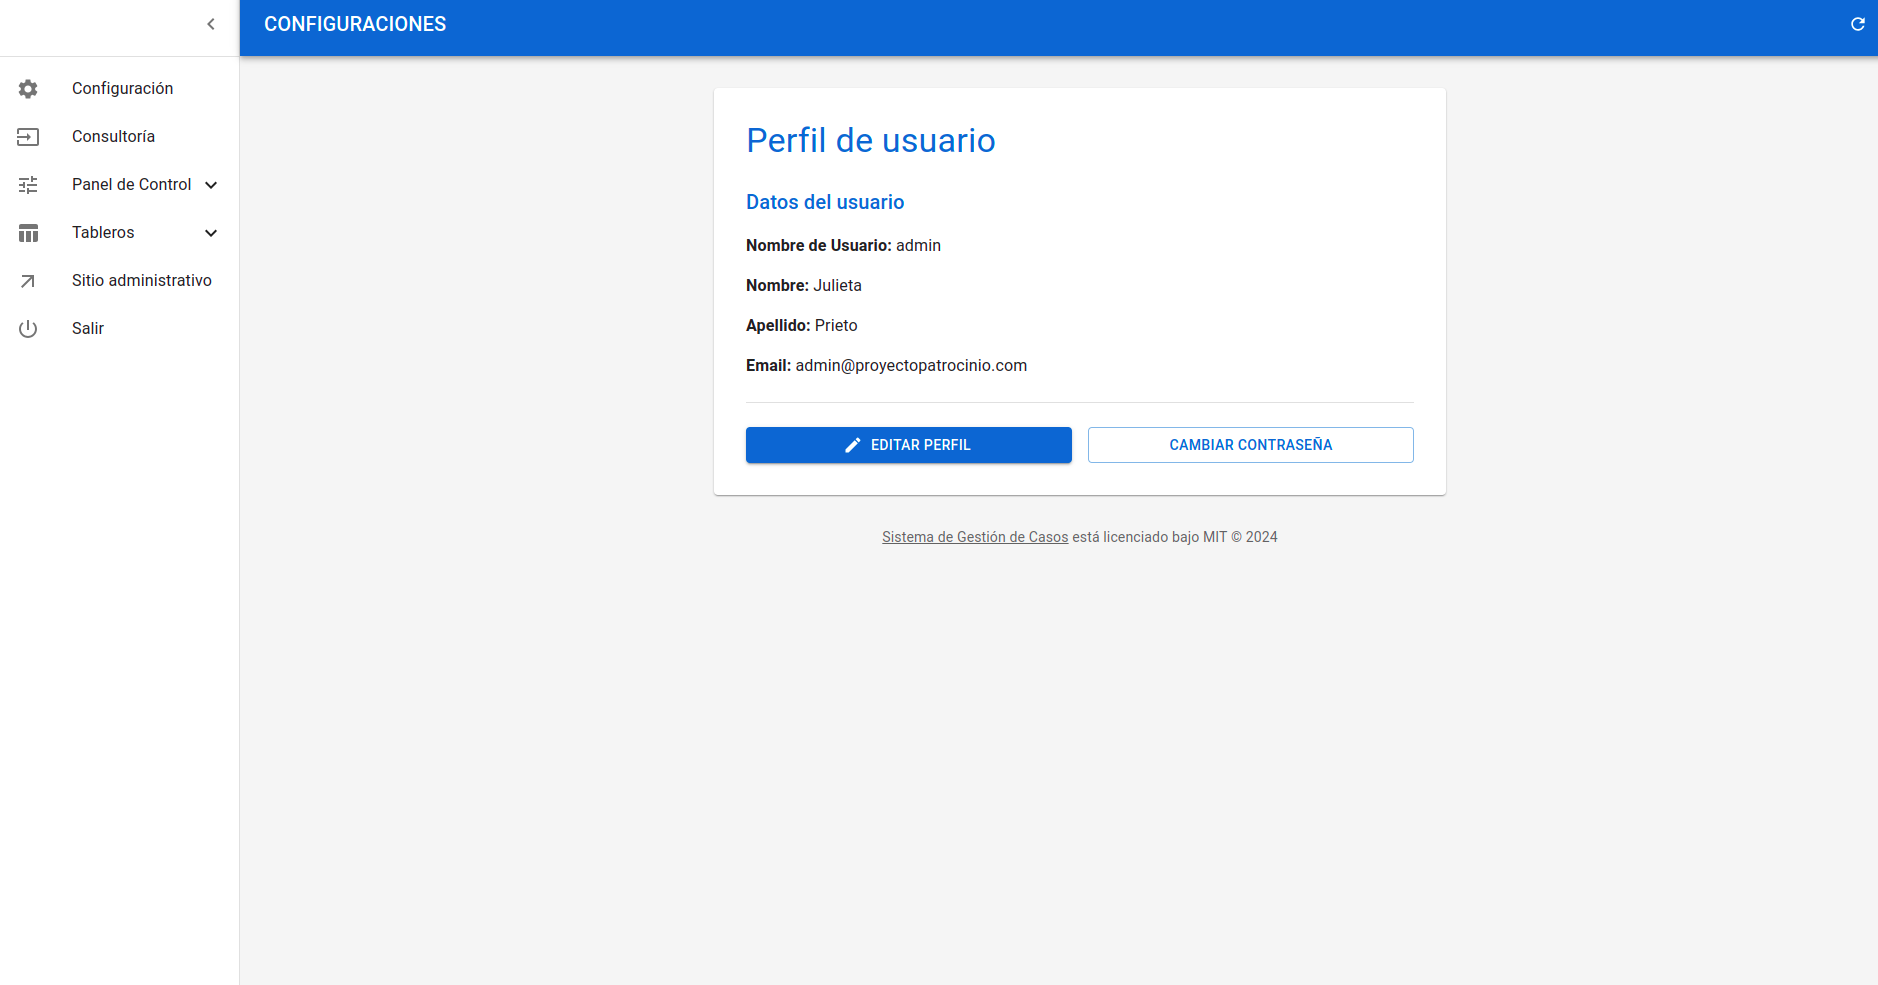 CONFIGURACIONES
Configuración
Consultoría
Panel de Control
Tableros
Sitio administrativo
Salir
Perfil de usuario
Datos del usuario
Nombre de Usuario: admin
Nombre: Julieta
Apellido: Prieto
Email: admin@proyectopatrocinio.com
EDITAR PERFIL
CAMBIAR CONTRASEÑA
Sistema de Gestión de Casos está licenciado bajo MIT © 2024